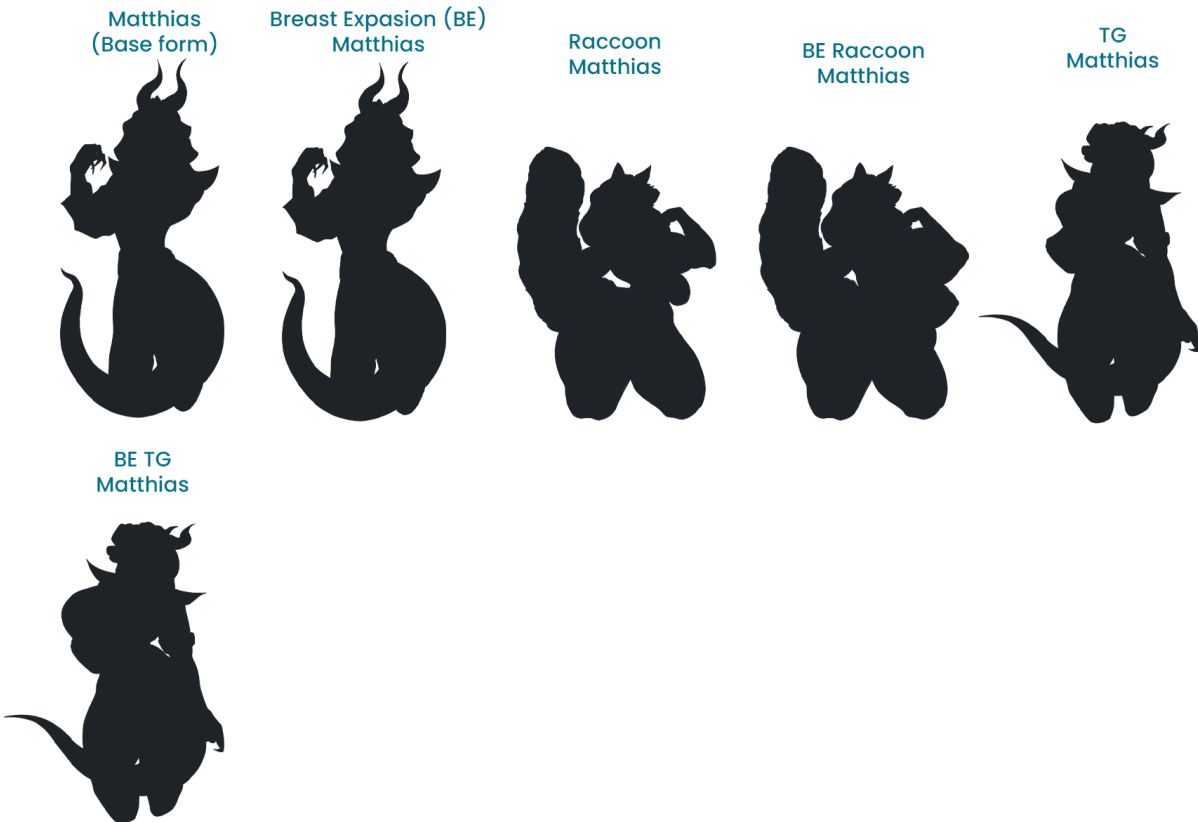 Matthias
(Base form)
Breast Expasion (BE)
Matthias
Raccoon
Matthias
BE Raccoon
Matthias
TG
Matthias
BE TG
Matthias